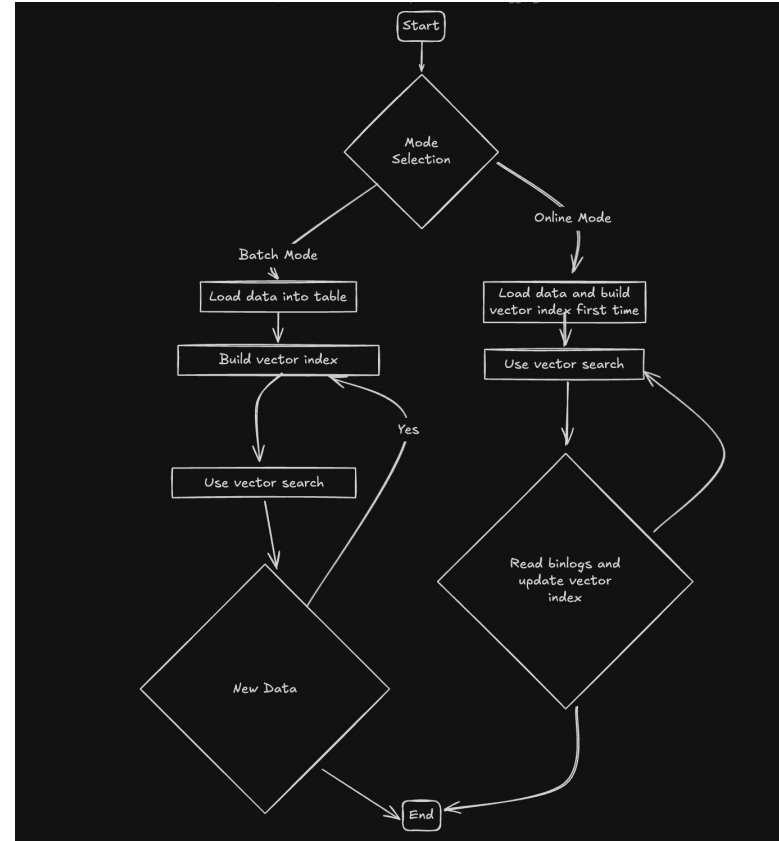 Start
Mode
Selection
Online Mode
Batch Mode
Load data into table
Load data and build
vector index first time
Build vector index
Use vector search
Yes
Use vector search
Read binlogs and
update vector
index
New Data
End